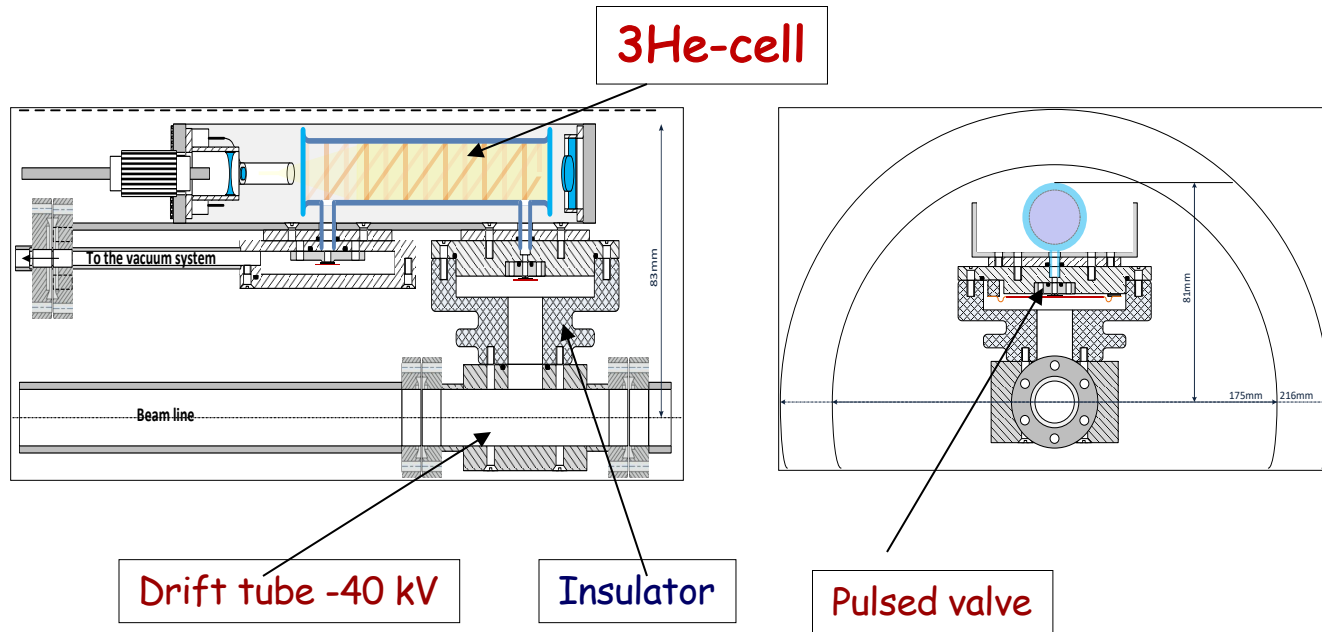 3He-cell
To the vacuum system
83mm
Beam line
81mm
175mm
216mm
Drift tube -40 kV
Insulator
Pulsed valve